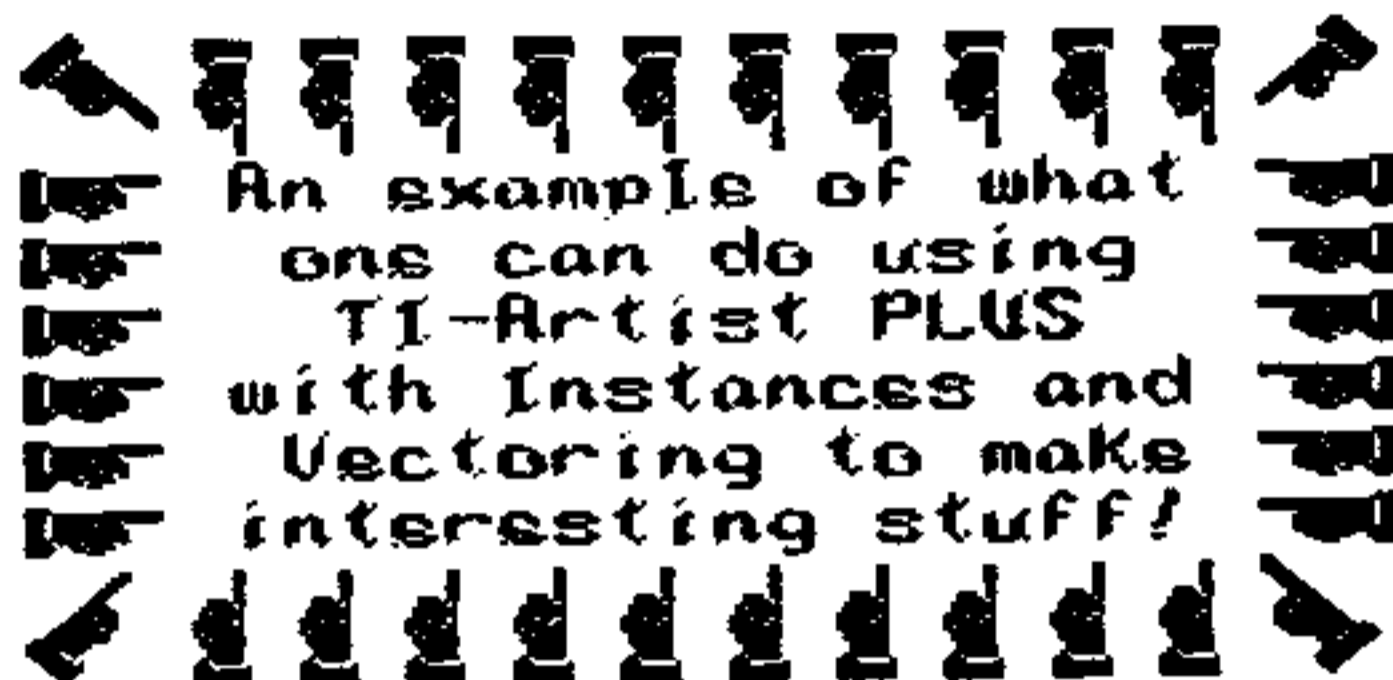 An example of what
one can do using
TI-Artist PLUS
with Instances and
Vectoring to make
interesting stuff!